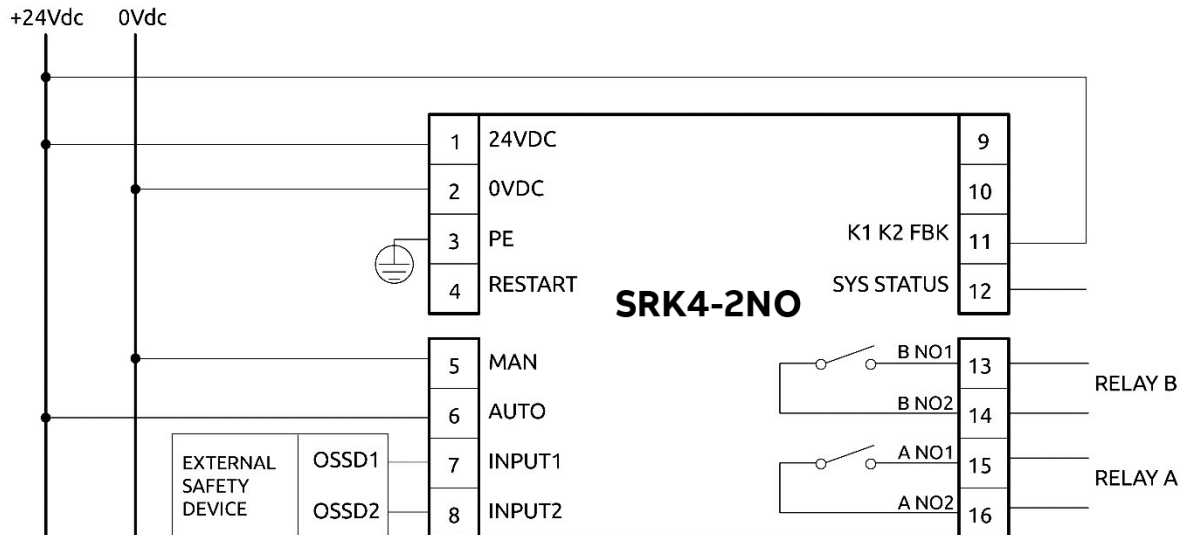 +24Vdc 0Vdc
1 24VDC 9
2 0VDC 10
3 PE K1 K2 FBK 11
4 RESTART SRK4-2NO SYS STATUS 12
5 MAN B NO1 13
RELAY B
6 AUTO B NO2 14
EXTERNAL SAFETY DEVICE
OSSD1 7 INPUT1 A NO1 15
RELAY A
OSSD2 8 INPUT2 A NO2 16